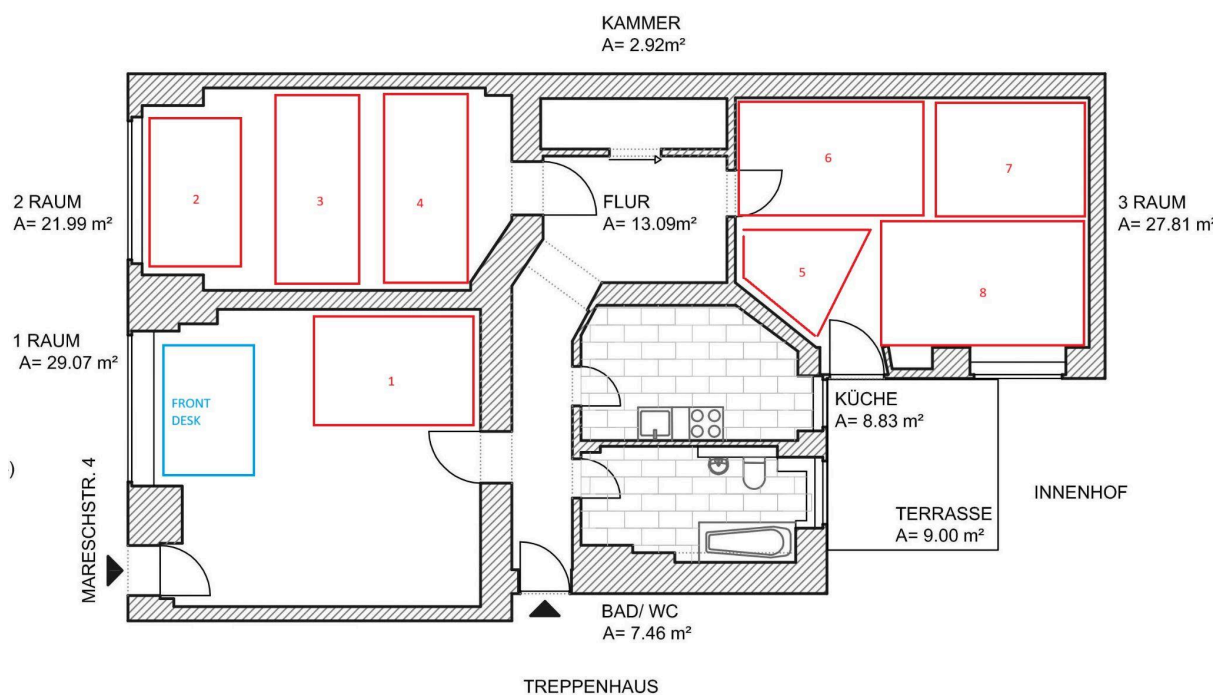 KAMMER
A= 2.92m²
2 RAUM
A= 21.99 m²
2
3
4
FLUR
A= 13.09m²
6
7
3 RAUM
A= 27.81 m²
5
8
1 RAUM
A= 29.07 m²
FRONT
DESK
1
KÜCHE
A= 8.83 m²
)
MARESCHSTR. 4
TERRASSE
A= 9.00 m²
INNENHOF
BAD/ WC
A= 7.46 m²
TREPPENHAUS